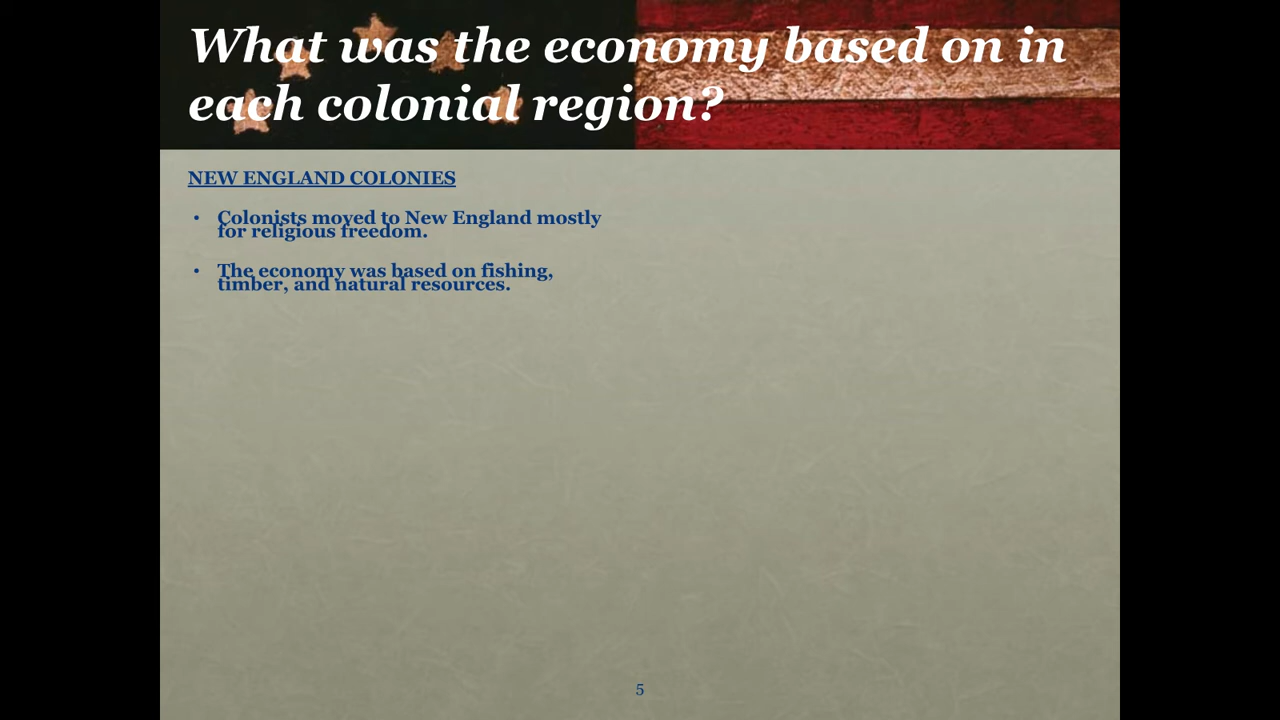 What was the economy based on in
each colonial region?
NEW ENGLAND COLONIES
• Colonists moved to New England mostly
for religious freedom.
• The economy was based on fishing,
timber, and natural resources.
5